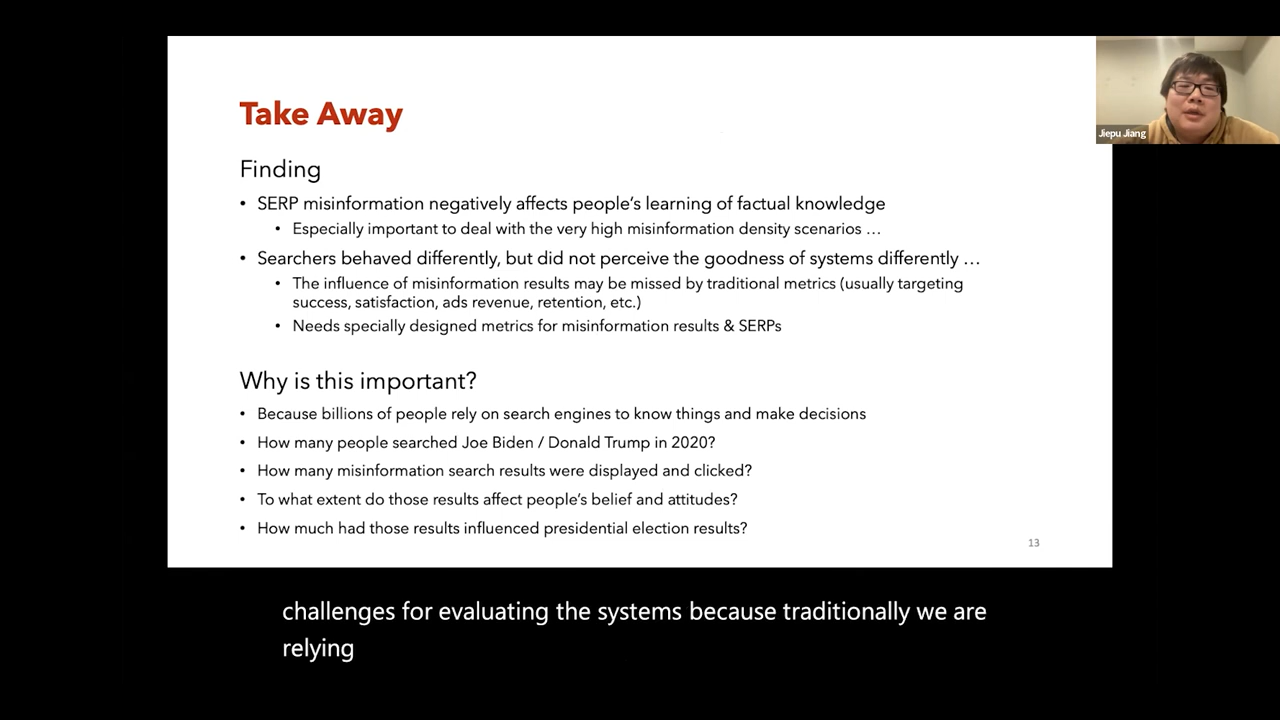 Take Away
Finding
• SERP misinformation negatively affects people's learning of factual knowledge
• Especially important to deal with the very high misinformation density scenarios …
• Searchers behaved differently, but did not perceive the goodness of systems differently …
• The influence of misinformation results may be missed by traditional metrics (usually targeting
success, satisfaction, ads revenue, retention, etc.)
• Needs specially designed metrics for misinformation results & SERPs
Why is this important?
• Because billions of people rely on search engines to know things and make decisions
• How many people searched Joe Biden / Donald Trump in 2020?
• How many misinformation search results were displayed and clicked?
• To what extent do those results affect people's belief and attitudes?
• How much had those results influenced presidential election results?
13
Jiepu Jiang
challenges for evaluating the systems because traditionally we are
relying